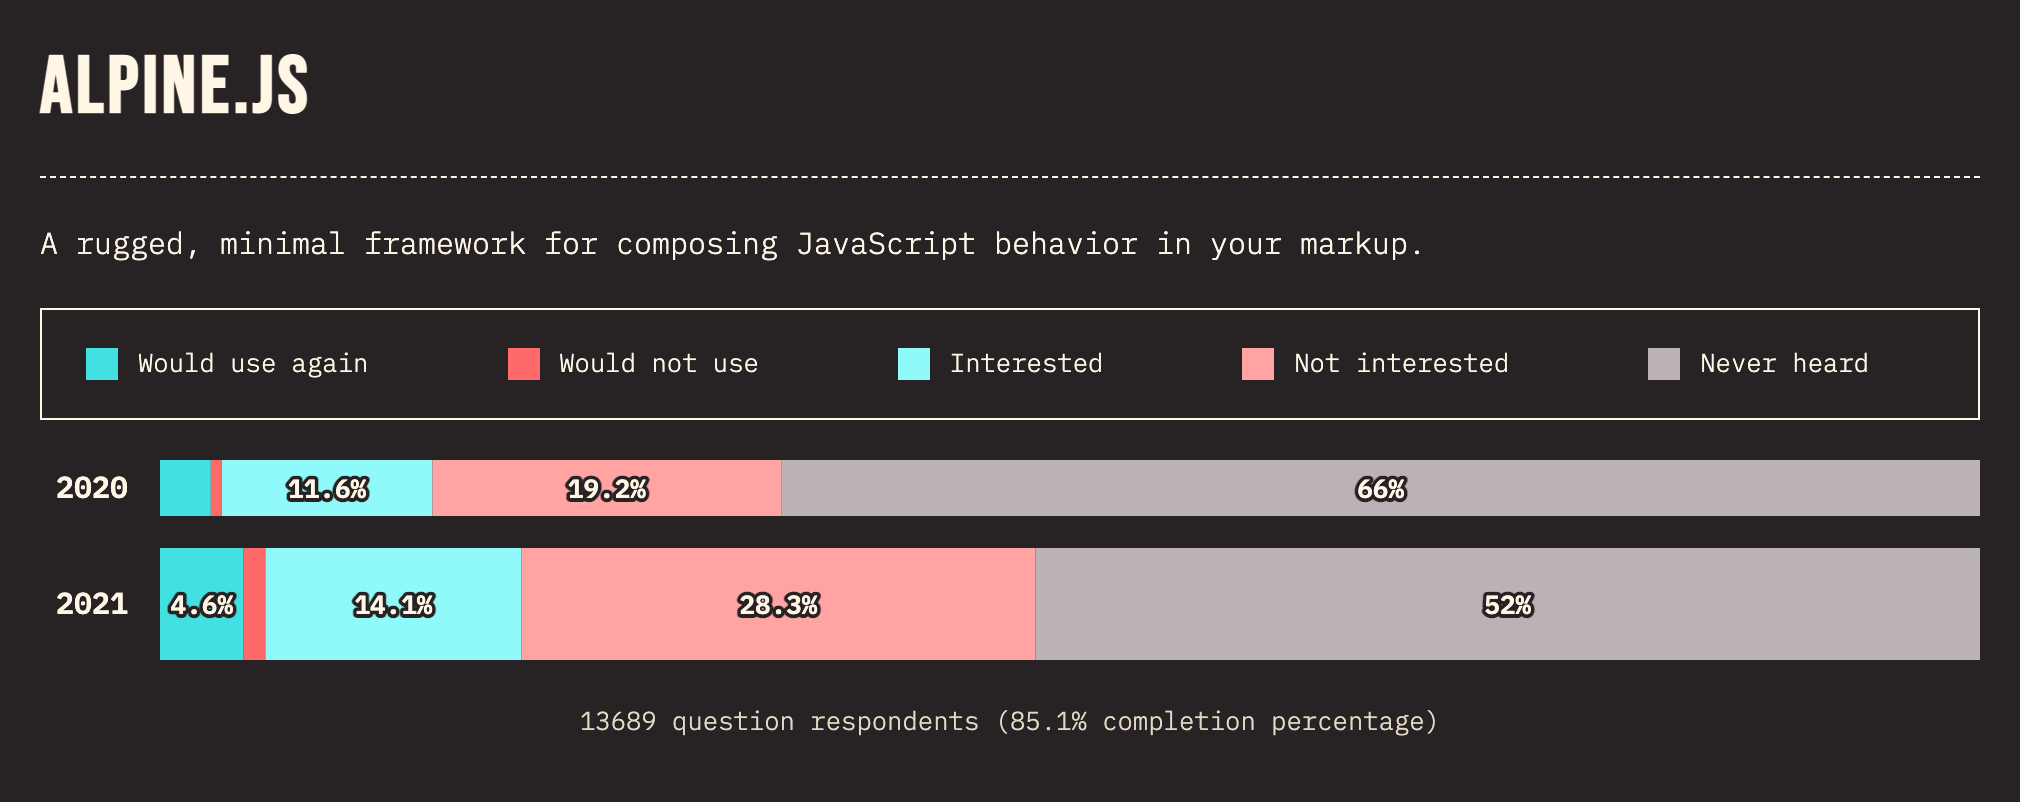 ALPINE.JS
A rugged, minimal framework for composing JavaScript behavior in your markup.
Would use again Would not use Interested Not interested Never heard
2020 11.6% 19.2% 66%
2021 4.6% 14.1% 28.3% 52%
13689 question respondents (85.1% completion percentage)